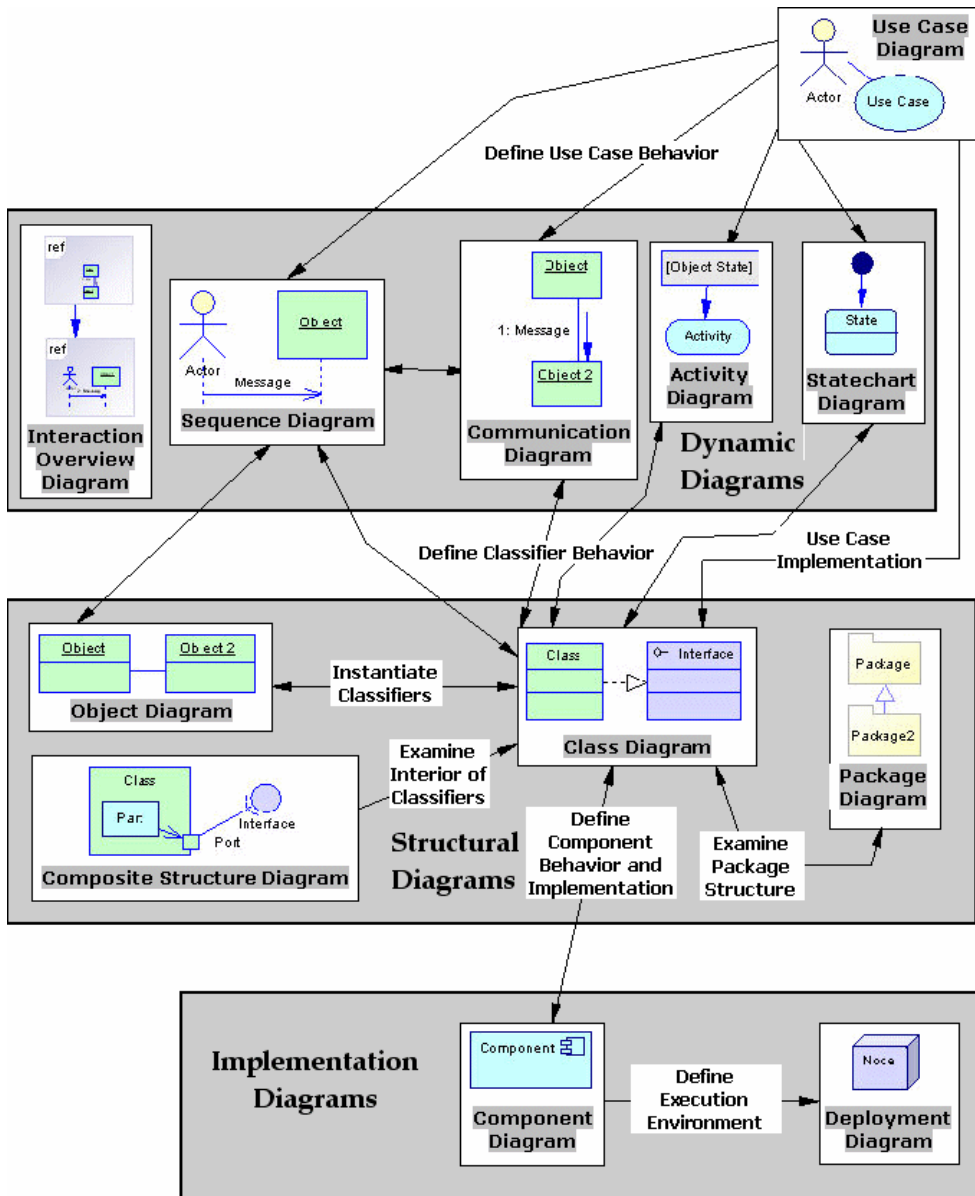 Use Case
Diagram
Actor
Use Case
Define Use Case Behavior
ref
ref
Interaction
Overview
Diagram
Object
Actor
Message
Sequence Diagram
Object
1: Message
Object 2
Communication
Diagram
[Object State]
Activity
Activity
Diagram
State
Statechart
Diagram
Dynamic
Diagrams
Define Classifier Behavior
Use Case
Implementation
Object
Object 2
Object Diagram
Instantiate
Classifiers
Class
Interface
Class Diagram
Package
Package2
Package
Diagram
Class
Part
Port
Interface
Composite Structure Diagram
Examine
Interior of
Classifiers
Structural
Diagrams
Define
Component
Behavior and
Implementation
Examine
Package
Structure
Implementation
Diagrams
Component
Component
Diagram
Define
Execution
Environment
Node
Deployment
Diagram